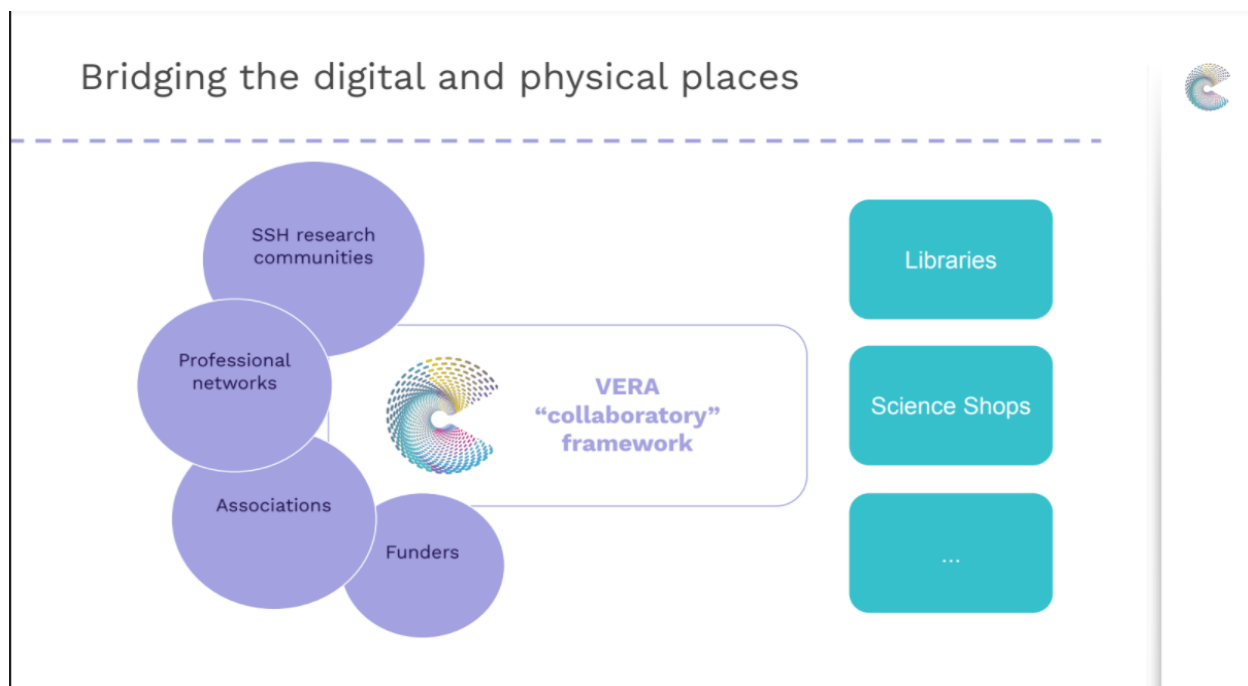 Bridging the digital and physical places
SSH research
communities
Professional
networks
Associations
Funders
VERA
“collaboratory”
framework
Libraries
Science Shops
...